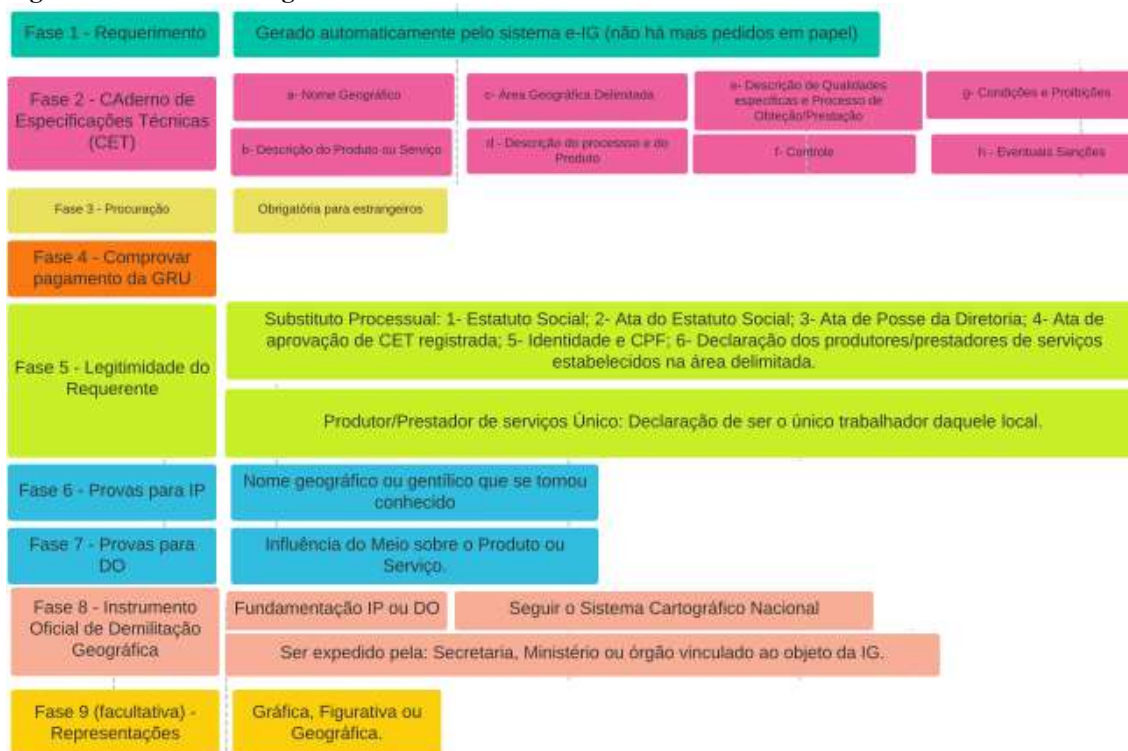 Fase 1 - Requerimento
Gerado automaticamente pelo sistema e-IG (não há mais pedidos em papel)
Fase 2 - CAderno de
Especificações Técnicas
(CET)
a- Nome Geográfico
c- Área Geográfica Delimitada
e- Descrição de Qualidades
específicas e Processo de
Obteção/Prestação
g- Condições e Proibições
b- Descrição do Produto ou Serviço
d - Descrição do processo e do
Produto
f- Controle
h - Eventuais Sanções
Fase 3 - Procuração
Obrigatória para estrangeiros
Fase 4 - Comprovar
pagamento da GRU
Fase 5 - Legitimidade do
Requerente
Substituto Processual: 1- Estatuto Social; 2- Ata do Estatuto Social; 3- Ata de Posse da Diretoria; 4- Ata de
aprovação de CET registrada; 5- Identidade e CPF; 6- Declaração dos produtores/prestadores de serviços
estabelecidos na área delimitada.
Produtor/Prestador de serviços Único: Declaração de ser o único trabalhador daquele local.
Fase 6 - Provas para IP
Nome geográfico ou gentílico que se tornou
conhecido
Fase 7 - Provas para
DO
Influência do Meio sobre o Produto ou
Serviço.
Fase 8 - Instrumento
Oficial de Demilitação
Geográfica
Fundamentação IP ou DO
Seguir o Sistema Cartográfico Nacional
Ser expedido pela: Secretaria, Ministério ou órgão vinculado ao objeto da IG.
Fase 9 (facultativa) -
Representações
Gráfica, Figurativa ou
Geográfica.